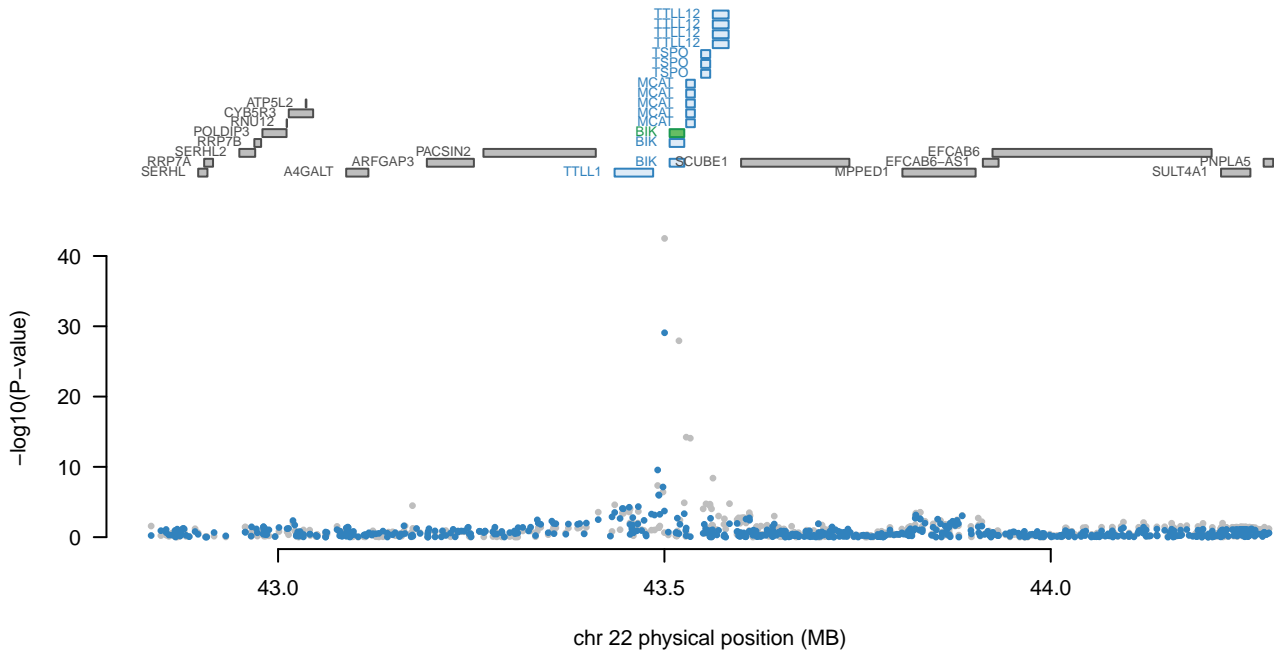 TTLL12
TTLL12
TTLL12
TTLL12
TSPO
TSPO
TSPO
MCAT
MCAT
MCAT
ATP5L2 MCAT
CYB5R3
RNU12 MCAT
POLDIP3 BIK
RRP7B BIK
SERHL2 PACSIN2 EFCAB6
RRP7A ARFGAP3 BIK SCUBE1 EFCAB6−AS1 PNPLA5
SERHL A4GALT TTLL1 MPPED1 SULT4A1
40
30
20
10
0
−log10(P−value)
43.0 43.5 44.0
chr 22 physical position (MB)